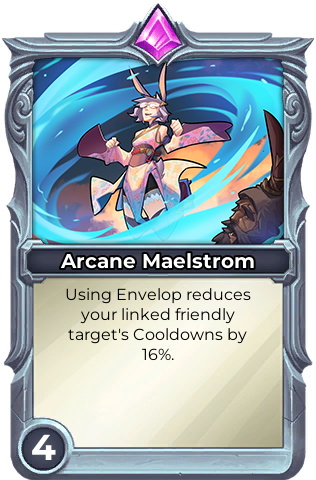 Arcane Maelstrom
Using Envelop reduces
your linked friendly
target's Cooldowns by
16%.
4